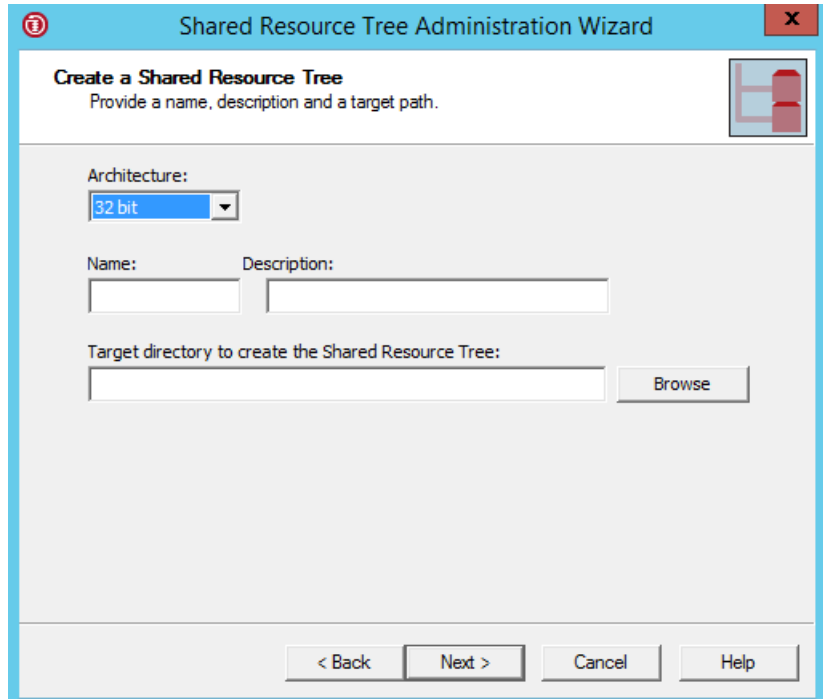 Shared Resource Tree Administration Wizard
x
Create a Shared Resource Tree
Provide a name, description and a target path.
Architecture:
32 bit
Name: Description:
Target directory to create the Shared Resource Tree:
Browse
< Back Next > Cancel Help